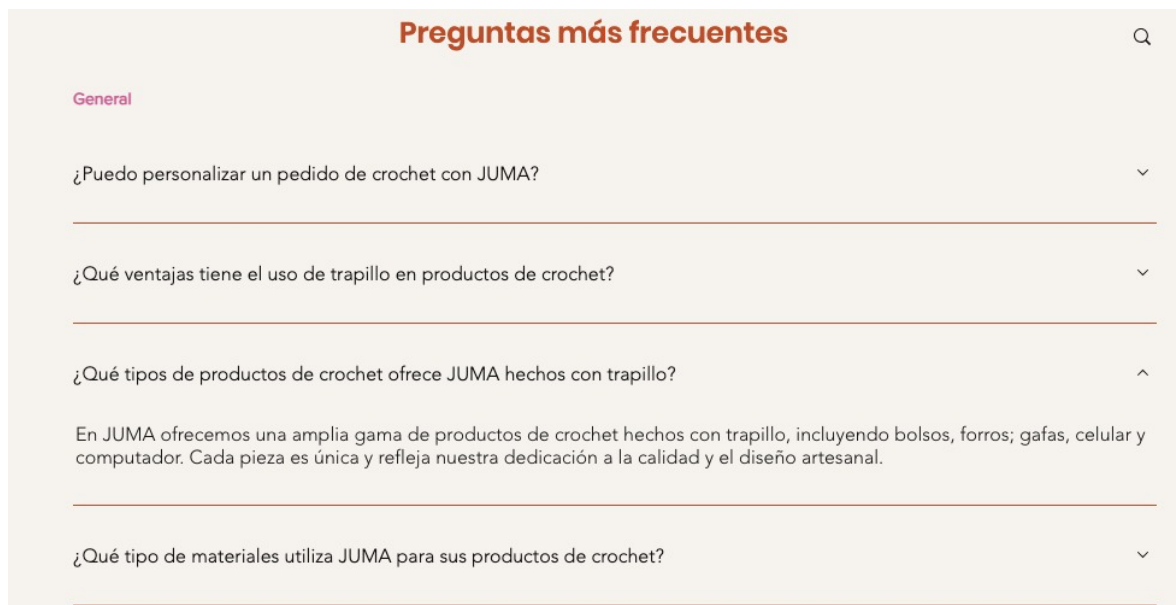 Preguntas más frecuentes
General
¿Puedo personalizar un pedido de crochet con JUMA?
¿Qué ventajas tiene el uso de trapillo en productos de crochet?
¿Qué tipos de productos de crochet ofrece JUMA hechos con trapillo?
En JUMA ofrecemos una amplia gama de productos de crochet hechos con trapillo, incluyendo bolsos, forros; gafas, celular y
computador. Cada pieza es única y refleja nuestra dedicación a la calidad y el diseño artesanal.
¿Qué tipo de materiales utiliza JUMA para sus productos de crochet?